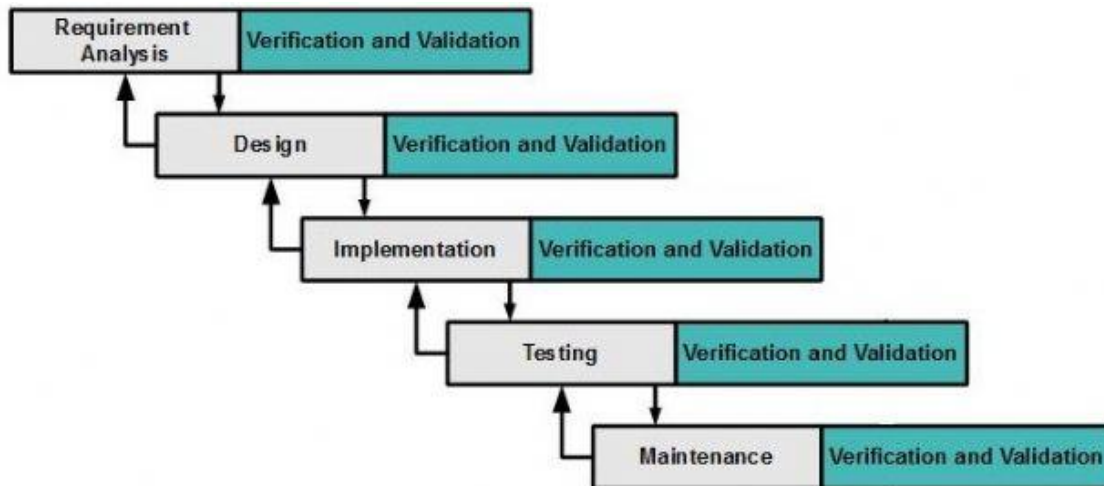 Requirement
Analysis
Verification and Validation
Design
Verification and Validation
Implementation
Verification and Validation
Testing
Verification and Validation
Maintenance
Verification and Validation